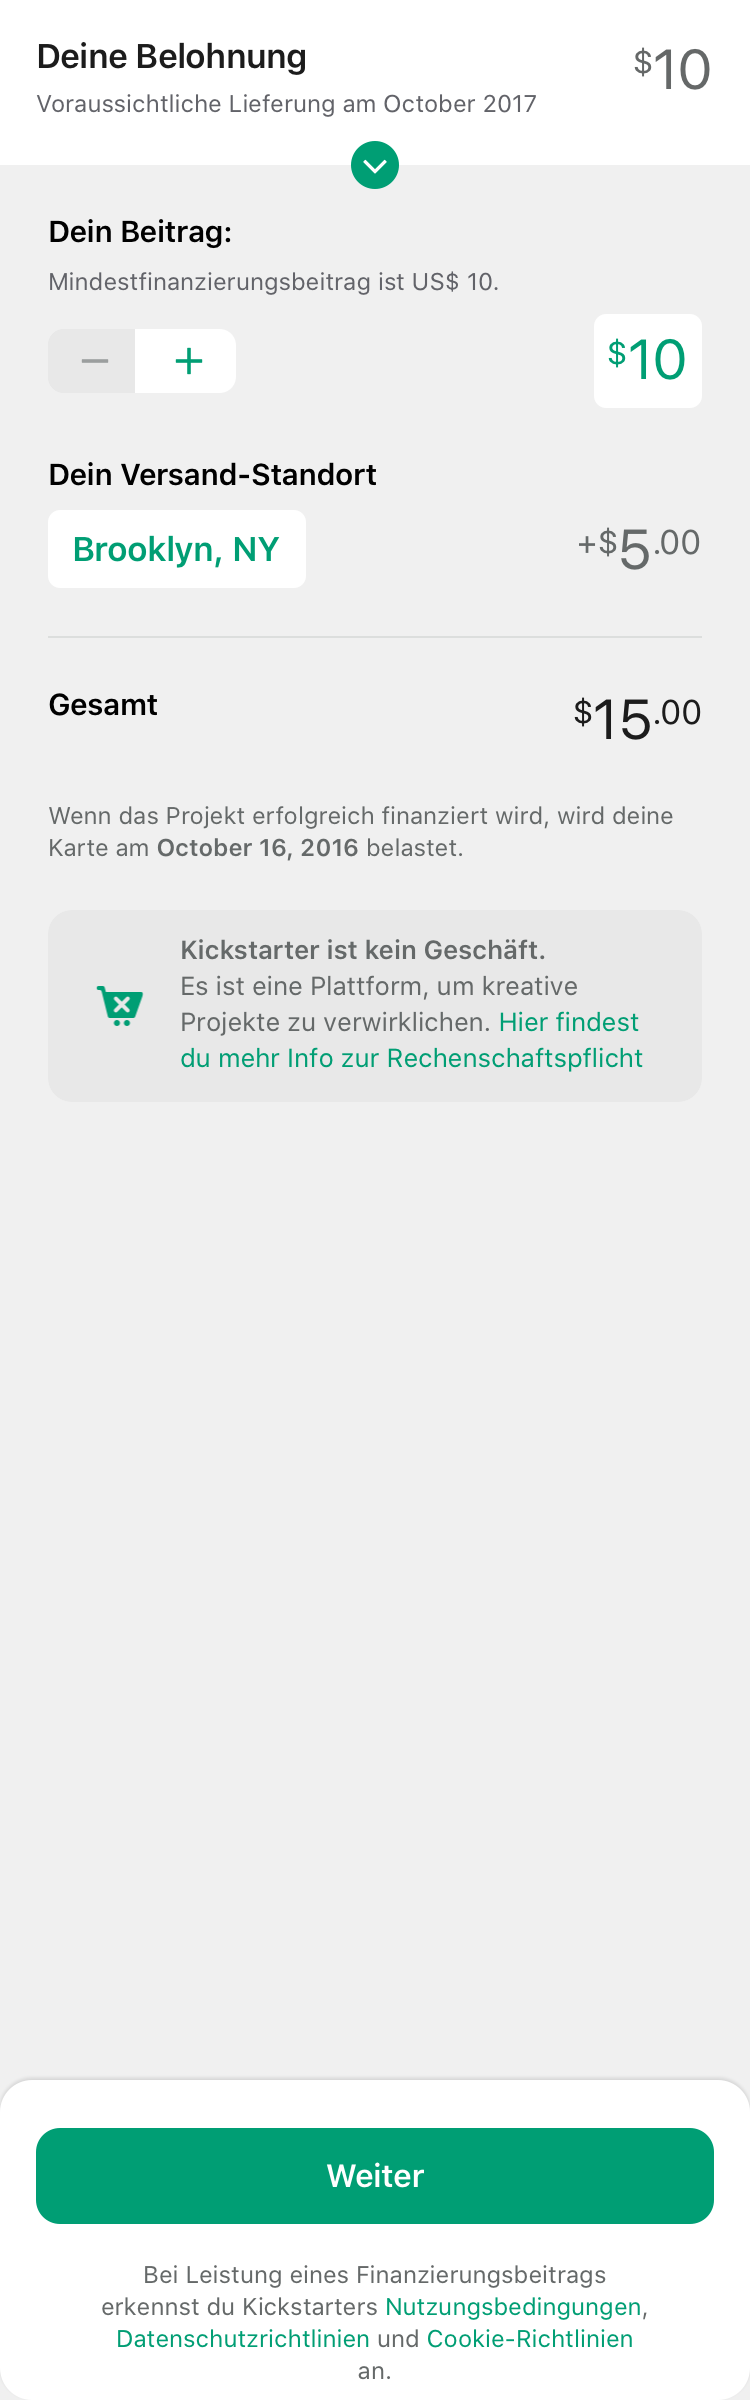 Deine Belohnung
$10
Voraussichtliche Lieferung am October 2017
Dein Beitrag:
Mindestfinanzierungsbeitrag ist US$ 10.
$10
Dein Versand-Standort
Brooklyn, NY
+$5.00
Gesamt
$15.00
Wenn das Projekt erfolgreich finanziert wird, wird deine
Karte am October 16, 2016 belastet.
Kickstarter ist kein Geschäft.
Es ist eine Plattform, um kreative
Projekte zu verwirklichen. Hier findest
du mehr Info zur Rechenschaftspflicht
Weiter
Bei Leistung eines Finanzierungsbeitrags
erkennst du Kickstarters Nutzungsbedingungen,
Datenschutzrichtlinien und Cookie-Richtlinien
an.